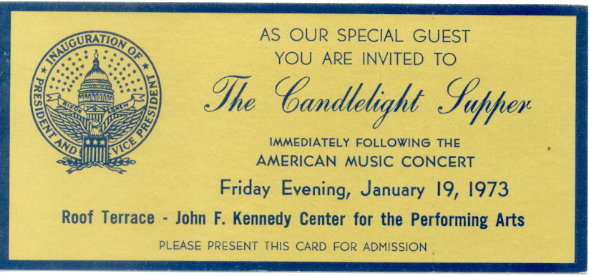 INAUGURATION OF
PRESIDENT AND VICE PRESIDENT
NIXON AGNEW
AS OUR SPECIAL GUEST
YOU ARE INVITED TO
The Candlelight Supper
IMMEDIATELY FOLLOWING THE
AMERICAN MUSIC CONCERT
Friday Evening, January 19, 1973
Roof Terrace - John F. Kennedy Center for the Performing Arts
PLEASE PRESENT THIS CARD FOR ADMISSION